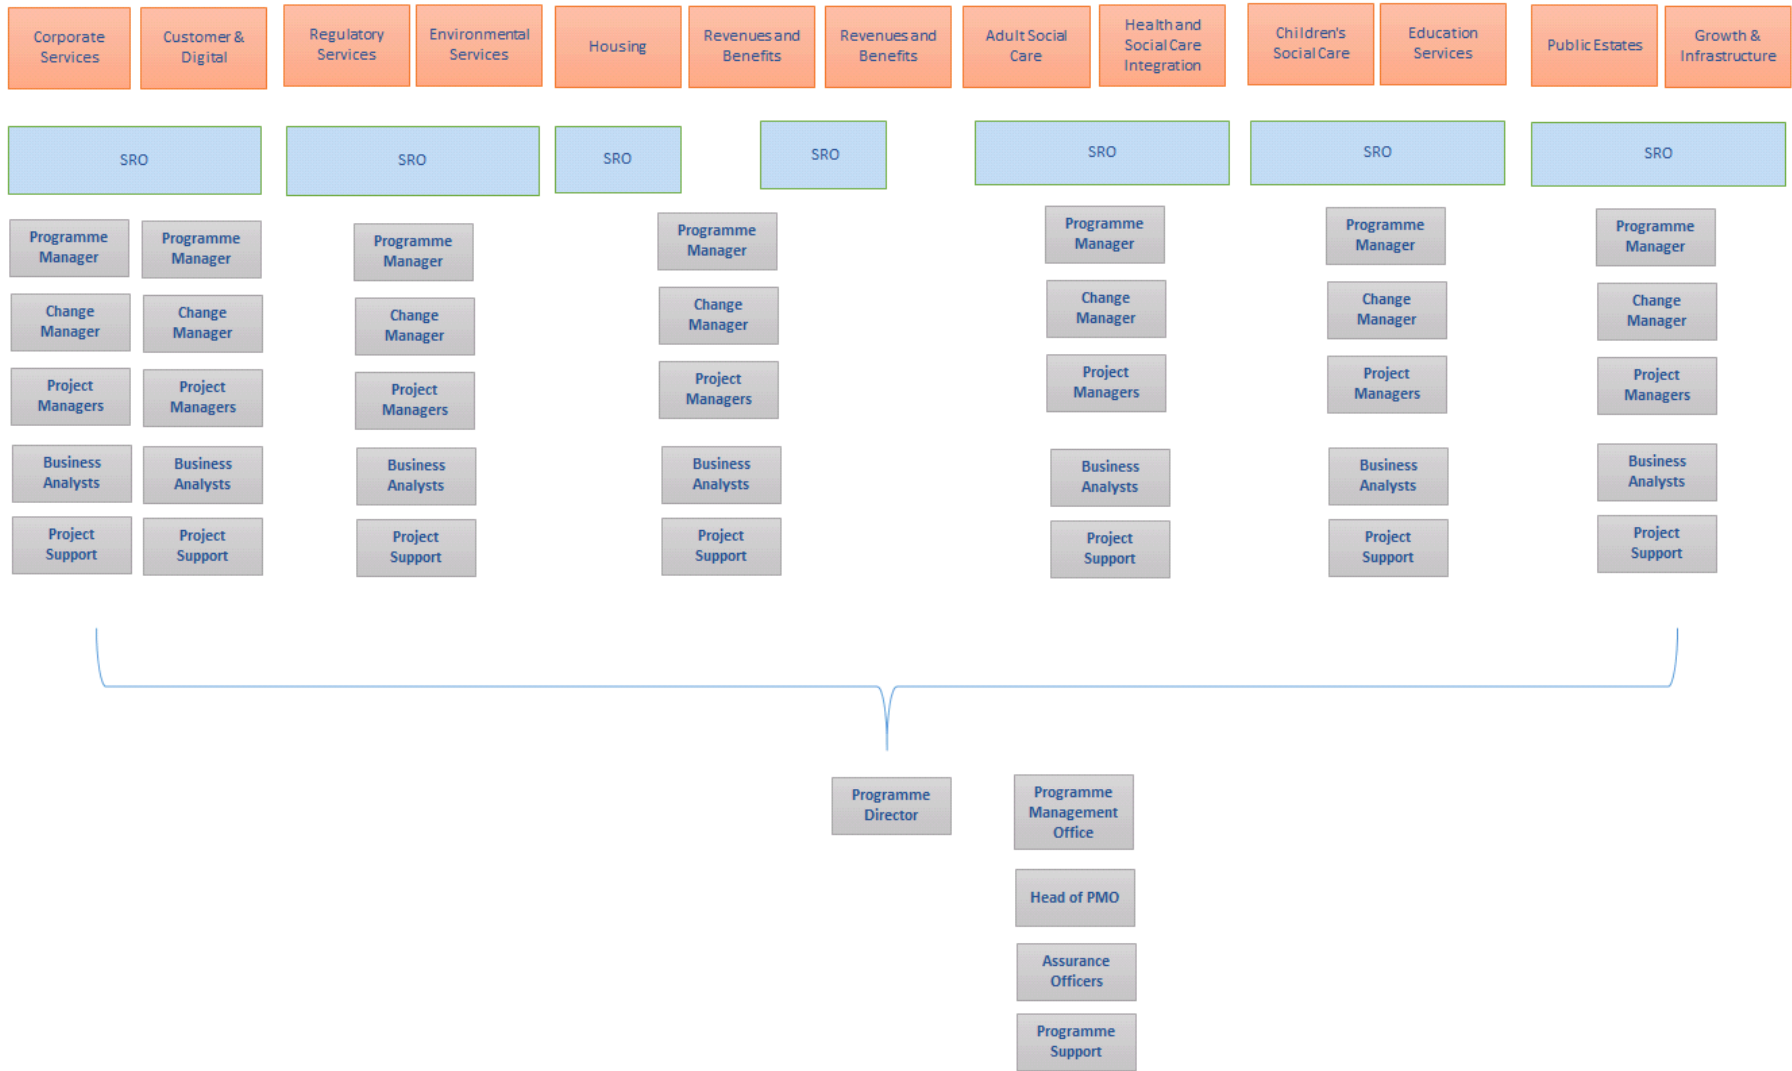 Corporate
Services
Customer &
Digital
Regulatory
Services
Environmental
Services
Housing
Revenues and
Benefits
Revenues and
Benefits
Adult Social
Care
Health and
Social Care
Integration
Children's
Social Care
Education
Services
Public Estates
Growth &
Infrastructure
SRO
SRO
SRO
SRO
SRO
SRO
SRO
Programme
Manager
Programme
Manager
Programme
Manager
Programme
Manager
Programme
Manager
Programme
Manager
Programme
Manager
Change
Manager
Change
Manager
Change
Manager
Change
Manager
Change
Manager
Change
Manager
Change
Manager
Project
Managers
Project
Managers
Project
Managers
Project
Managers
Project
Managers
Project
Managers
Project
Managers
Business
Analysts
Business
Analysts
Business
Analysts
Business
Analysts
Business
Analysts
Business
Analysts
Business
Analysts
Project
Support
Project
Support
Project
Support
Project
Support
Project
Support
Project
Support
Project
Support
Programme
Director
Programme
Management
Office
Head of PMO
Assurance
Officers
Programme
Support